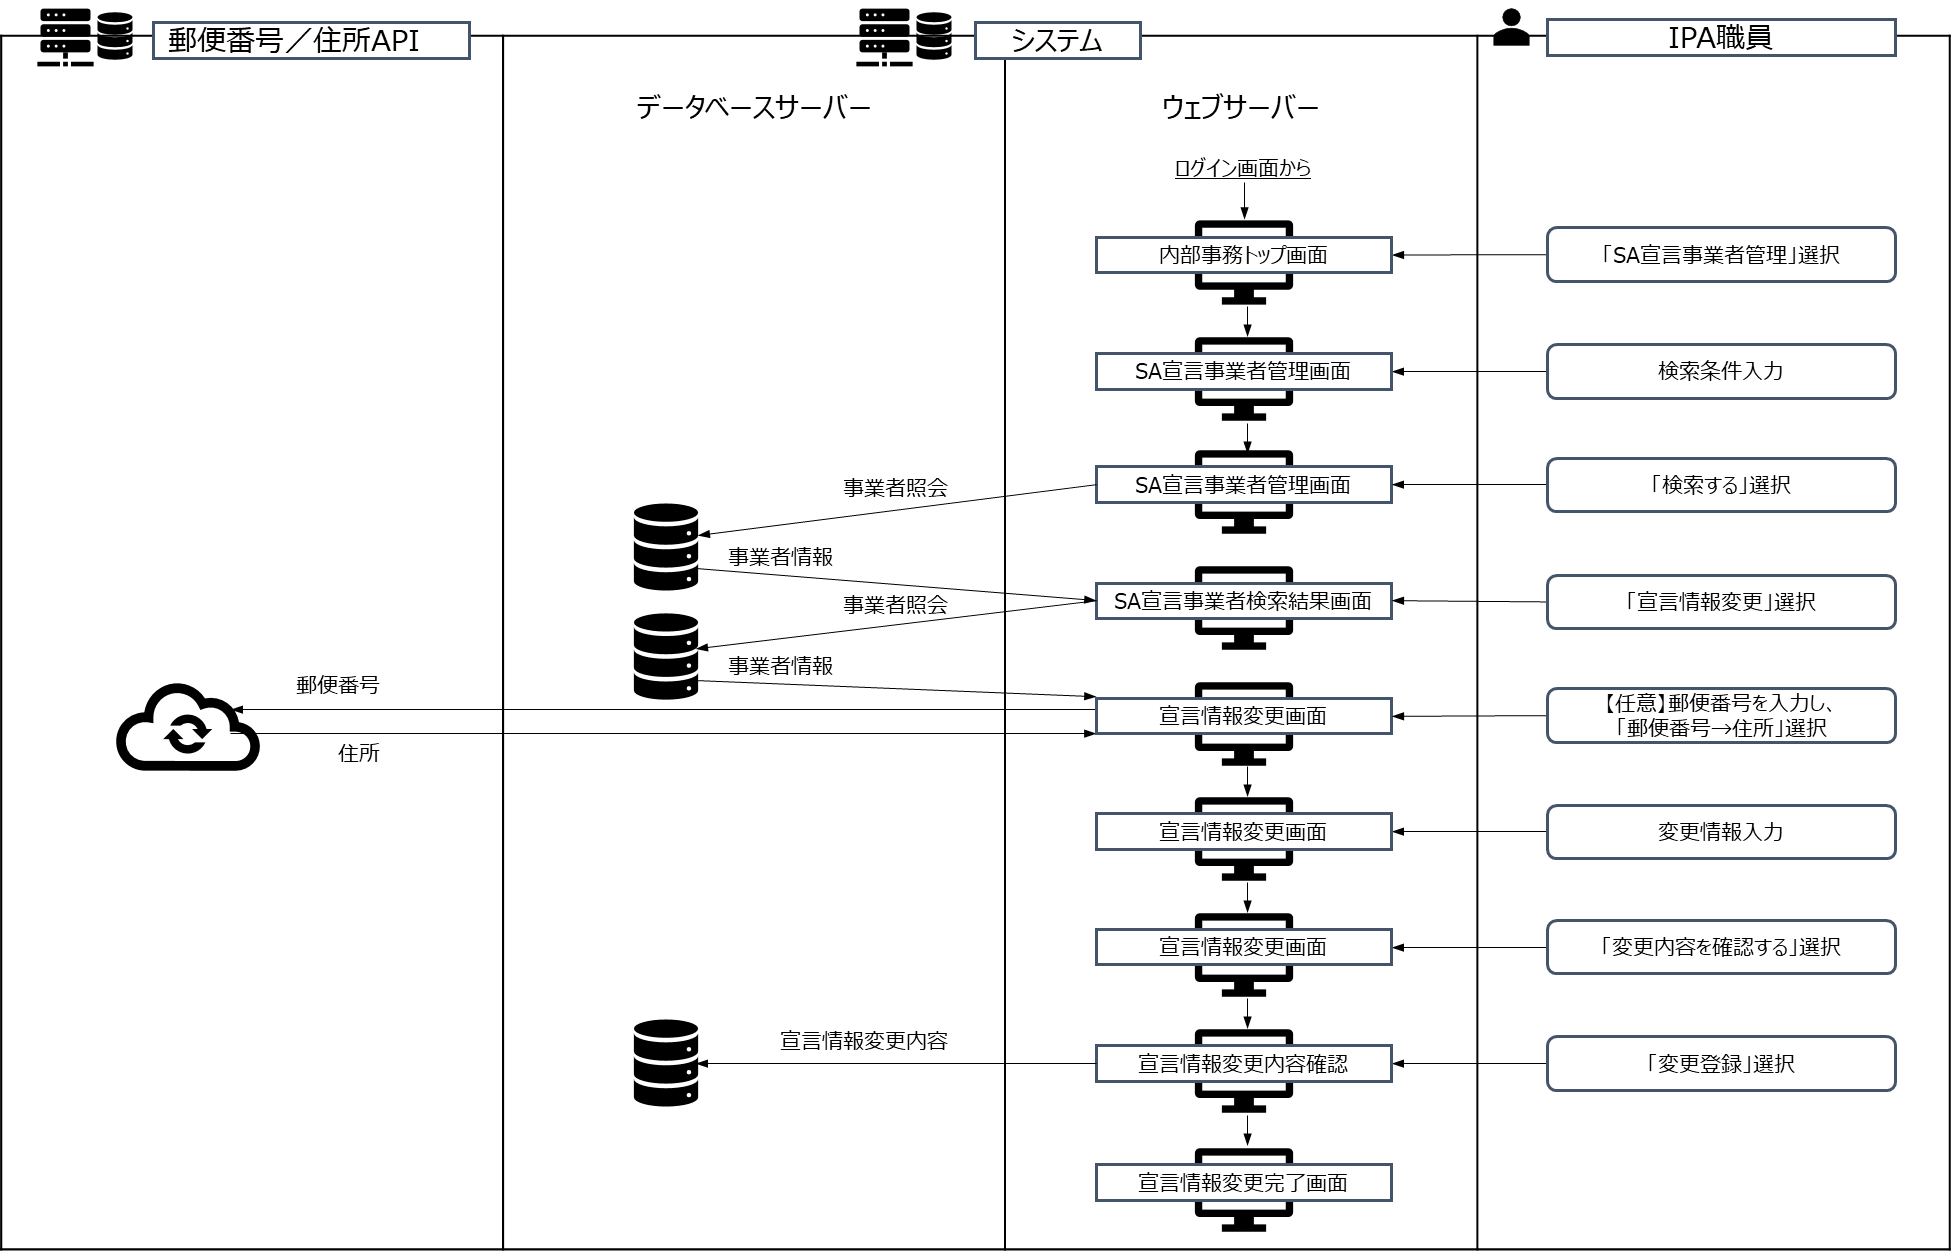 郵便番号／住所API
システム
IPA職員
データベースサーバー
ウェブサーバー
ログイン画面から
内部事務トップ画面
「SA宣言事業者管理」選択
SA宣言事業者管理画面
検索条件入力
事業者照会
SA宣言事業者管理画面
「検索する」選択
事業者情報
事業者照会
SA宣言事業者検索結果画面
「宣言情報変更」選択
事業者情報
郵便番号
住所
宣言情報変更画面
【任意】郵便番号を入力し、
「郵便番号→住所」選択
宣言情報変更画面
変更情報入力
宣言情報変更画面
「変更内容を確認する」選択
宣言情報変更内容
宣言情報変更内容確認
「変更登録」選択
宣言情報変更完了画面